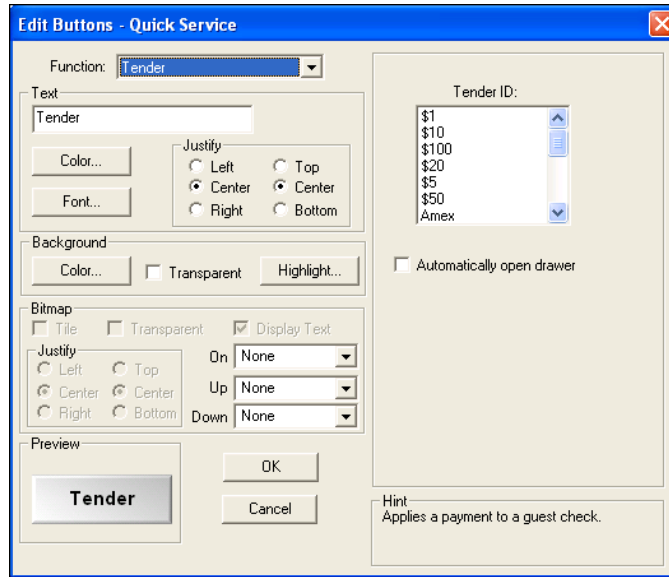 Edit Buttons - Quick Service
Function: Tender
Text
Tender
Color...
Font...
Justify
Left
Top
Center
Center
Right
Bottom
Background
Color...
Transparent
Highlight...
Bitmap
Tile
Transparent
Display Text
Justify
Left
Top
Center
Center
Right
Bottom
On None
Up None
Down None
Preview
Tender
OK
Cancel
Tender ID:
$1
$10
$100
$20
$5
$50
Amex
Automatically open drawer
Hint
Applies a payment to a guest check.